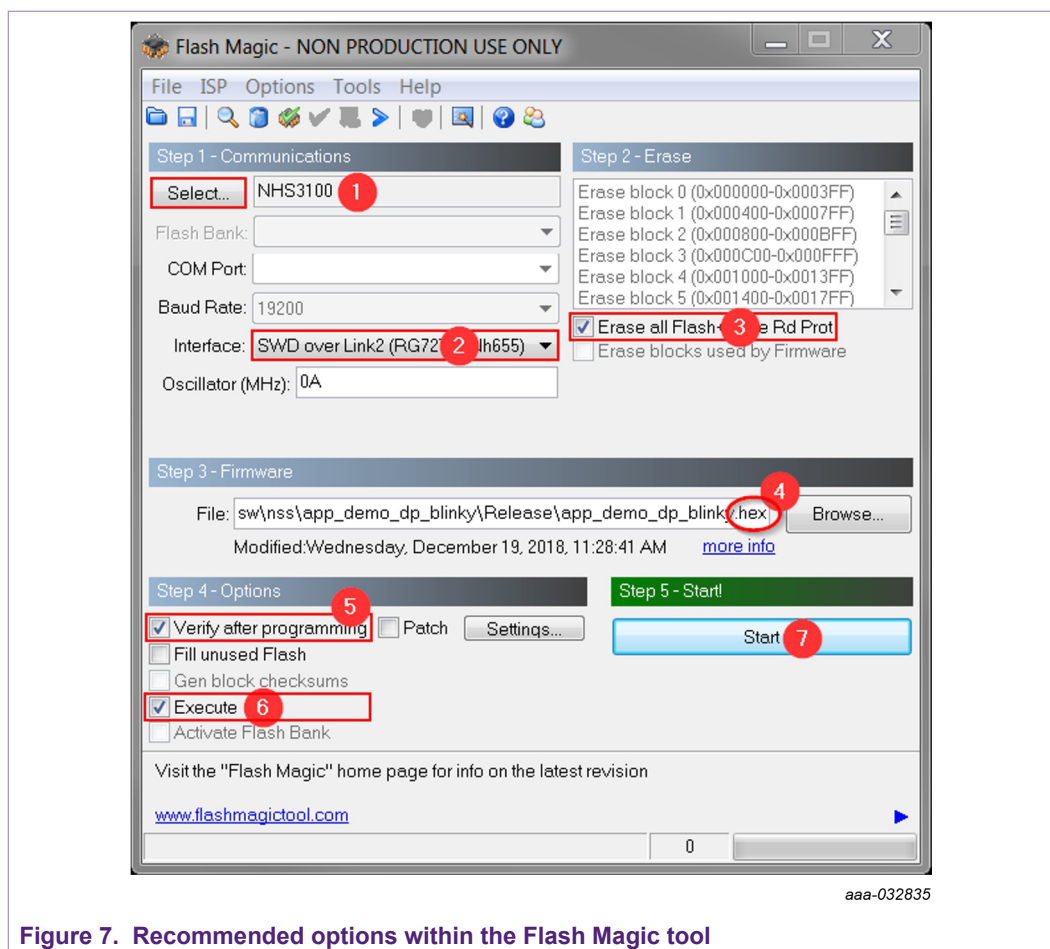 Flash Magic - NON PRODUCTION USE ONLY
File ISP Options Tools Help
Step 1 - Communications
Select... NHS3100 1
Flash Bank:
COM Port:
Baud Rate: 19200
Interface: SWD over Link2 (RG72 2 Nh655)
Oscillator (MHz): 0A
Step 2 - Erase
Erase block 0 (0x000000-0x0003FF)
Erase block 1 (0x000400-0x0007FF)
Erase block 2 (0x000800-0x000BFF)
Erase block 3 (0x000C00-0x000FFF)
Erase block 4 (0x001000-0x0013FF)
Erase block 5 (0x001400-0x0017FF)
Erase all Flash+ 3 e Rd Prot
Erase blocks used by Firmware
Step 3 - Firmware
4
File: sw\nss\app_demo_dp_blinky\Release\app_demo_dp_blinky.hex Browse...
Modified:Wednesday, December 19, 2018, 11:28:41 AM more info
Step 4 - Options
5
Verify after programming Patch Settings...
Fill unused Flash
Gen block checksums
Execute 6
Activate Flash Bank
Step 5 - Start!
Start 7
Visit the "Flash Magic" home page for info on the latest revision
www.flashmagictool.com
0
aaa-032835
Figure 7. Recommended options within the Flash Magic tool